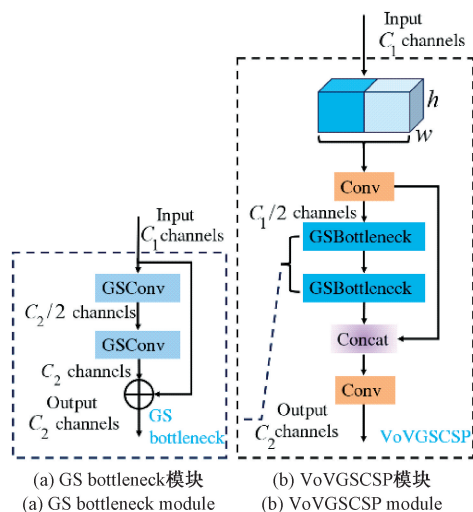 Input
C₁ channels
GSConv
C₂/2 channels
GSConv
C₂ channels
Output
C₂ channels
GS
bottleneck
(a) GS bottleneck模块
(a) GS bottleneck module
Input
C₁ channels
h
w
Conv
C₁/2 channels
GSBottleneck
GSBottleneck
Concat
Conv
Output
C₂ channels
VoVGSCSP
(b) VoVGSCSP模块
(b) VoVGSCSP module